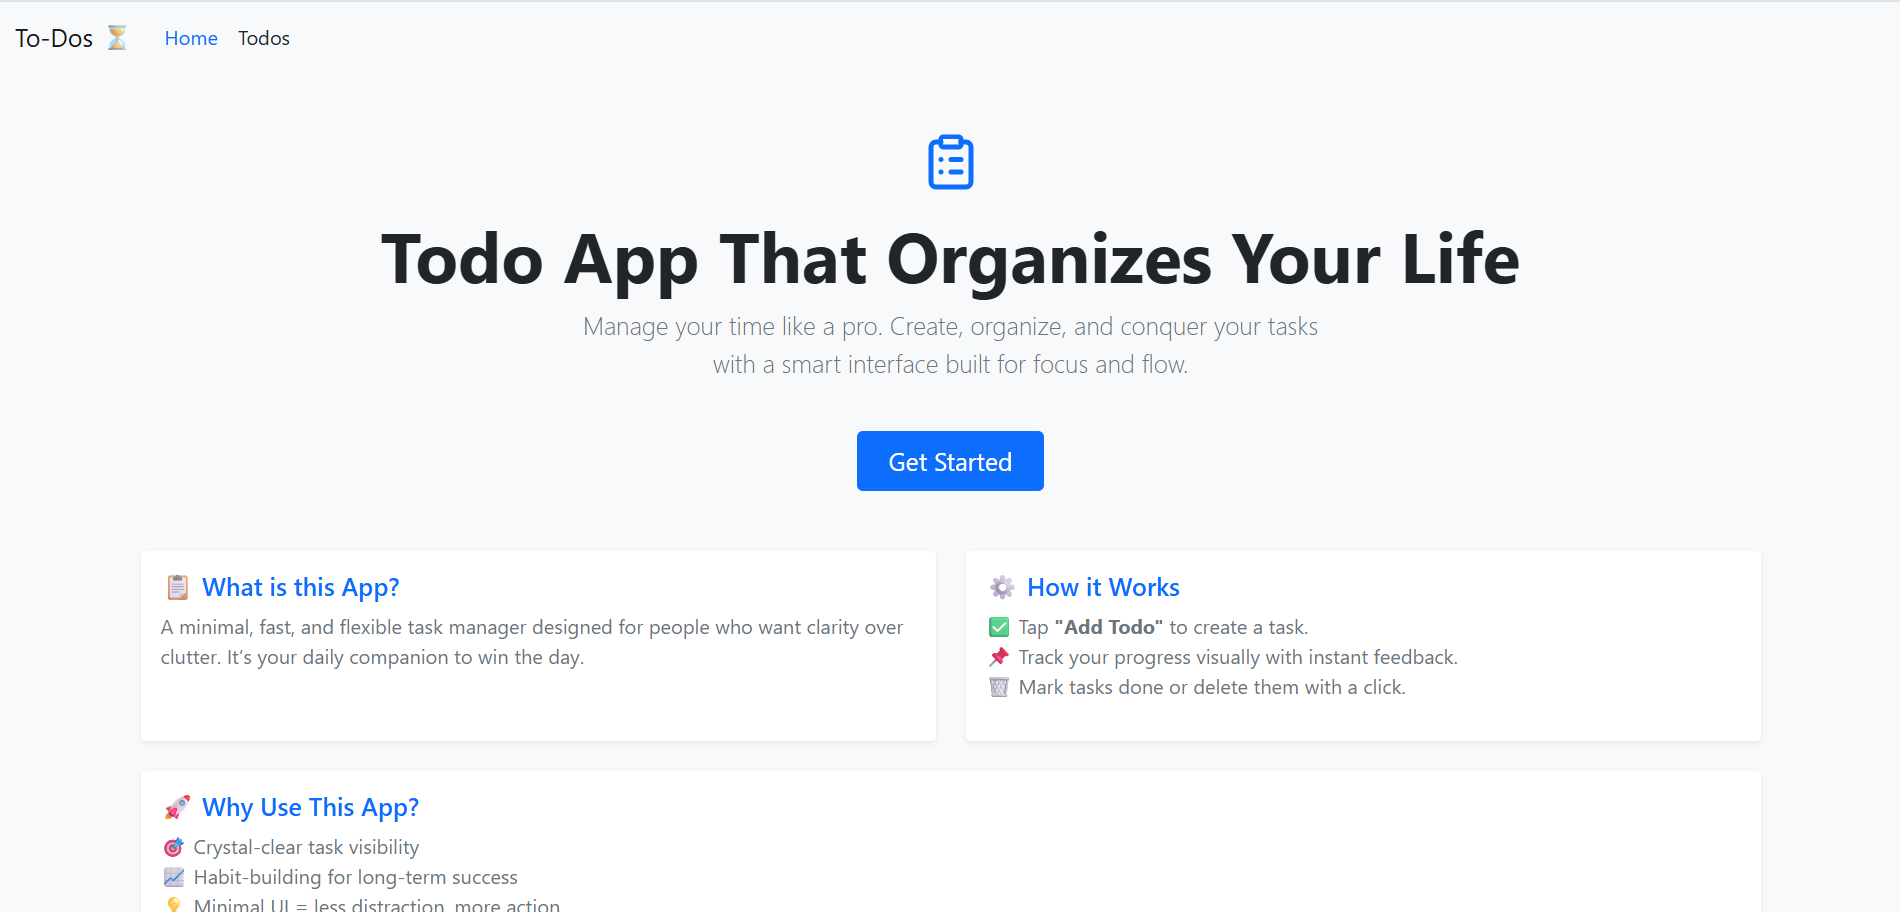 To-Dos ⏳ Home Todos
Todo App That Organizes Your Life
Manage your time like a pro. Create, organize, and conquer your tasks
with a smart interface built for focus and flow.
Get Started
📋 What is this App?
A minimal, fast, and flexible task manager designed for people who want clarity over
clutter. It’s your daily companion to win the day.
⚙️ How it Works
✅ Tap "Add Todo" to create a task.
📌 Track your progress visually with instant feedback.
🗑️ Mark tasks done or delete them with a click.
🚀 Why Use This App?
🎯 Crystal-clear task visibility
📈 Habit-building for long-term success
💡 Minimal UI = less distraction, more action